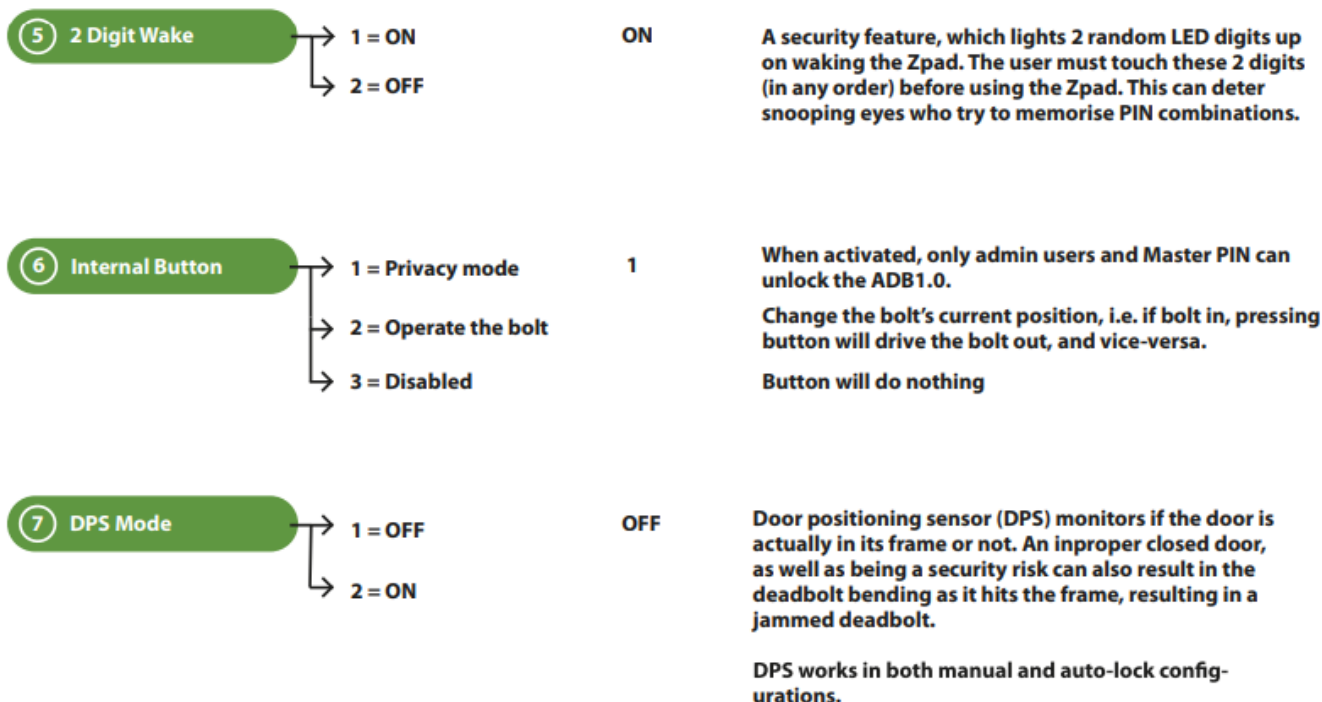 5 2 Digit Wake
1 = ON
2 = OFF
ON
A security feature, which lights 2 random LED digits up
on waking the Zpad. The user must touch these 2 digits
(in any order) before using the Zpad. This can deter
snooping eyes who try to memorise PIN combinations.
6 Internal Button
1 = Privacy mode
2 = Operate the bolt
3 = Disabled
1
When activated, only admin users and Master PIN can
unlock the ADB1.0.
Change the bolt's current position, i.e. if bolt in, pressing
button will drive the bolt out, and vice-versa.
Button will do nothing
7 DPS Mode
1 = OFF
2 = ON
OFF
Door positioning sensor (DPS) monitors if the door is
actually in its frame or not. An inproper closed door,
as well as being a security risk can also result in the
deadbolt bending as it hits the frame, resulting in a
jammed deadbolt.
DPS works in both manual and auto-lock config-
urations.